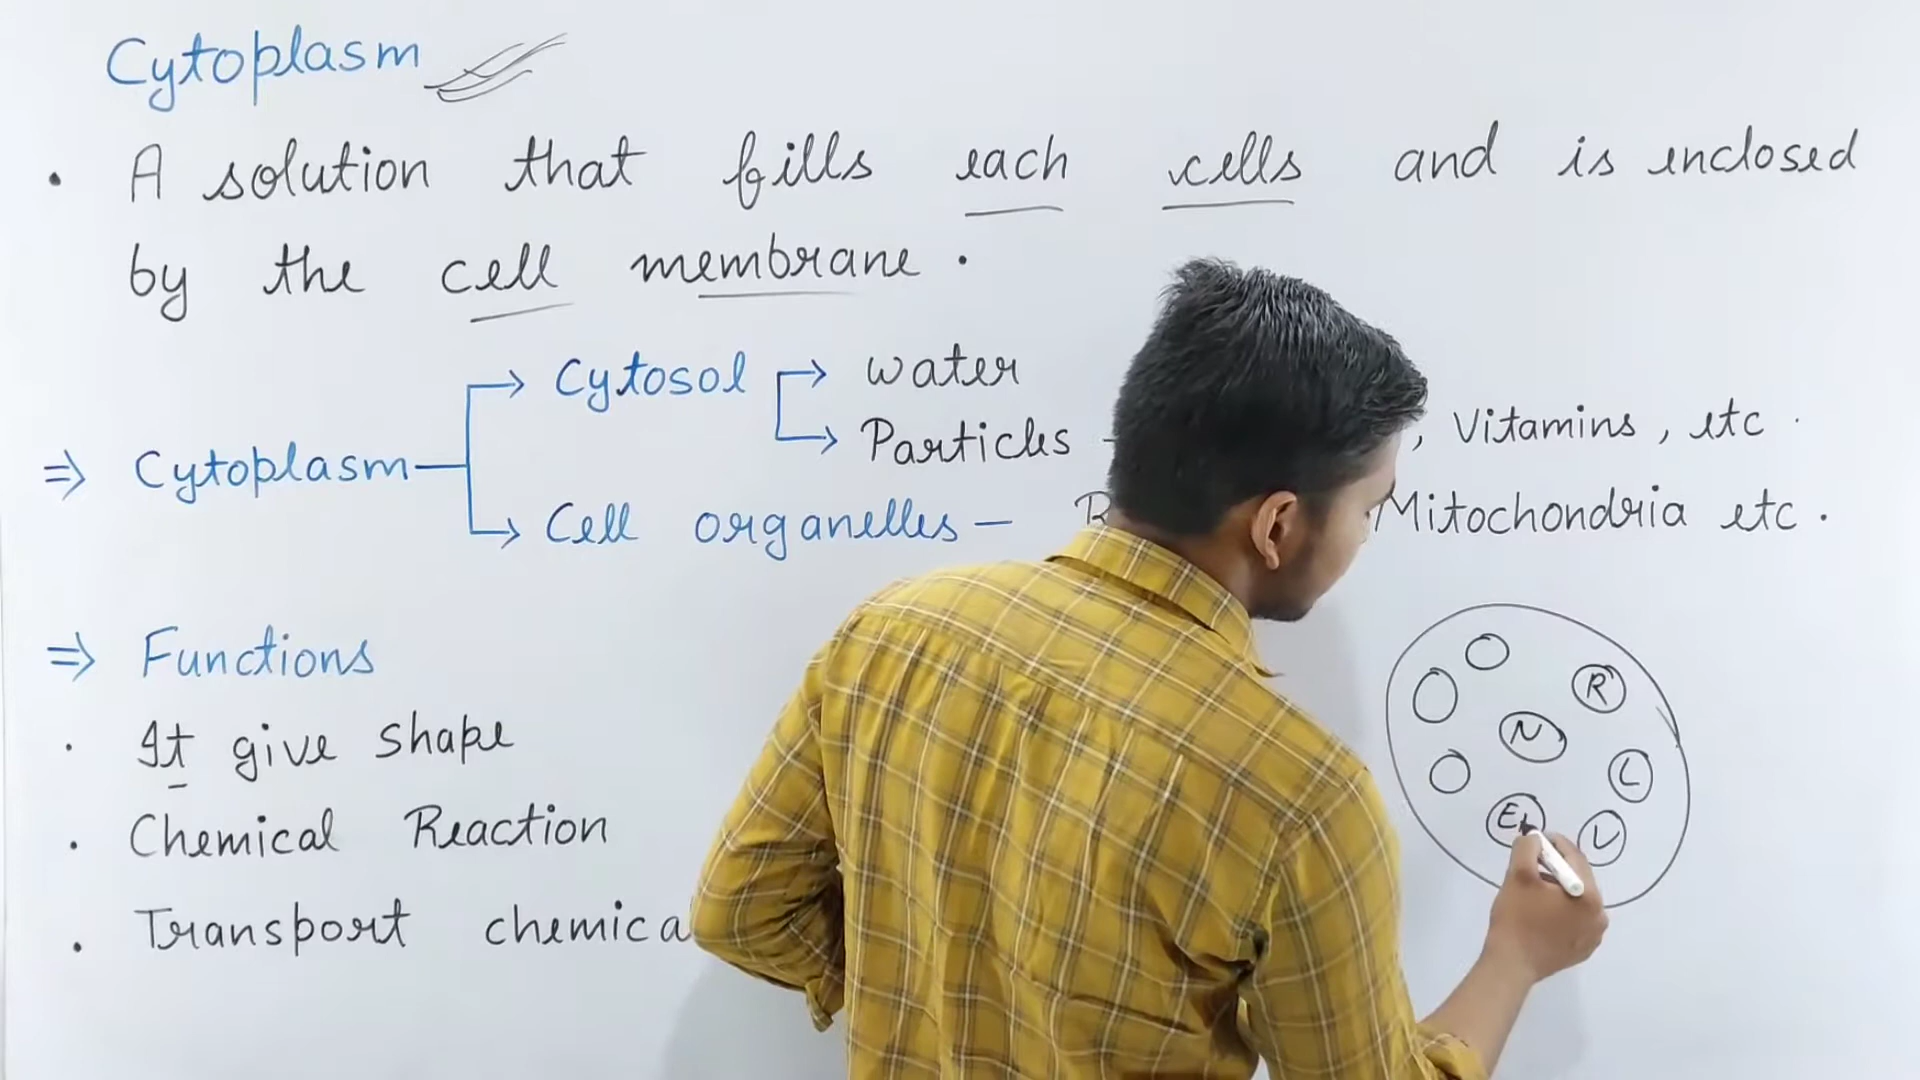 Cytoplasm
• A solution that fills each cells and is enclosed
by the cell membrane .
Cytosol → water
→ Particles - , Vitamins , etc .
⇒ Cytoplasm
→ Cell organelles - Mitochondria etc .
⇒ Functions
• It give shape
• Chemical Reaction
• Transport
R
N
L
V